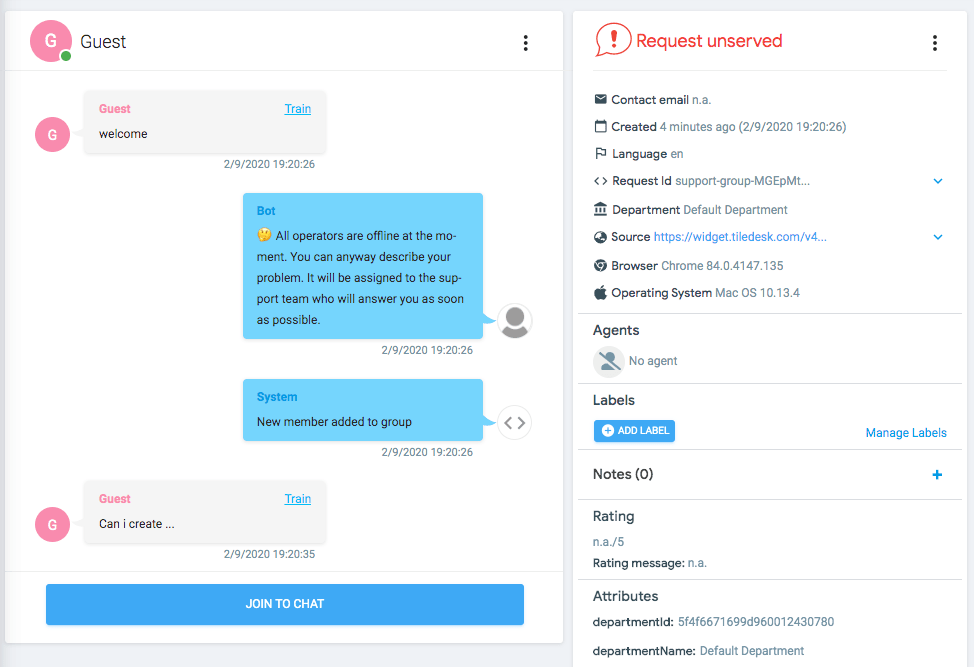 G
Guest
G
Guest Train
welcome
2/9/2020 19:20:26
Bot
🤔 All operators are offline at the mo-
ment. You can anyway describe your
problem. It will be assigned to the sup-
port team who will answer you as soon
as possible.
2/9/2020 19:20:26
System
New member added to group
2/9/2020 19:20:26
G
Guest Train
Can i create ...
2/9/2020 19:20:35
JOIN TO CHAT
Request unserved
Contact email n.a.
Created 4 minutes ago (2/9/2020 19:20:26)
Language en
Request Id support-group-MGEpMt...
Department Default Department
Source https://widget.tiledesk.com/v4...
Browser Chrome 84.0.4147.135
Operating System Mac OS 10.13.4
Agents
No agent
Labels
ADD LABEL Manage Labels
Notes (0) +
Rating
n.a./5
Rating message: n.a.
Attributes
departmentId: 5f4f6671699d960012430780
departmentName: Default Department